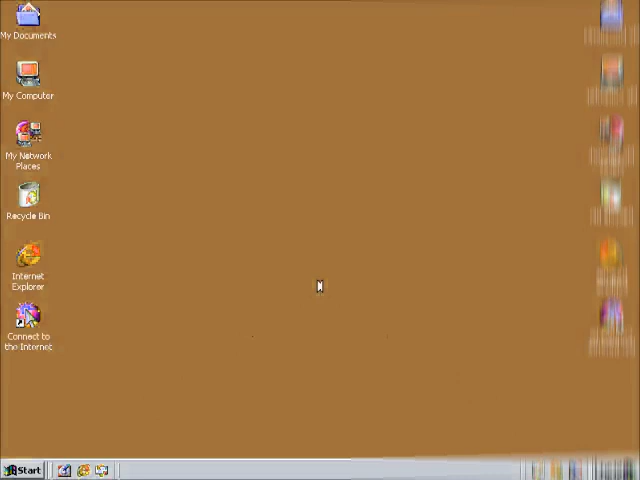 My Documents
My Computer
My Network
Places
Recycle Bin
Internet
Explorer
Connect to
the Internet
Start